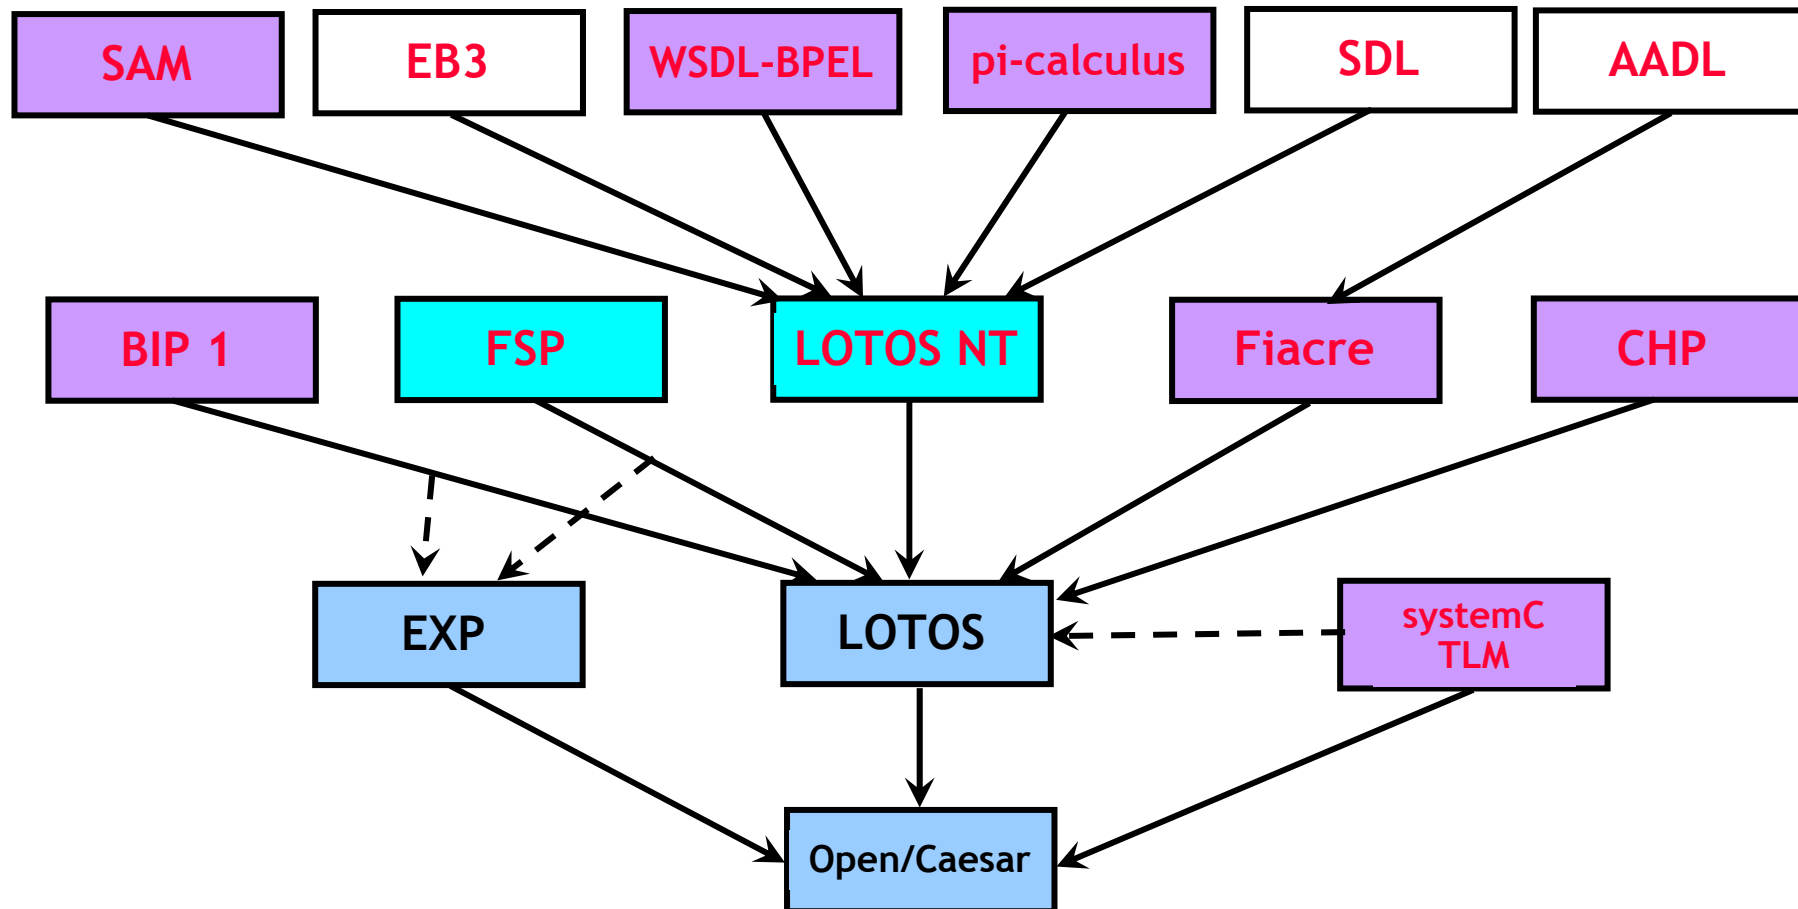 SAM
EB3
WSDL-BPEL
pi-calculus
SDL
AADL
BIP 1
FSP
LOTOS NT
Fiacre
CHP
EXP
LOTOS
systemC
TLM
Open/Caesar